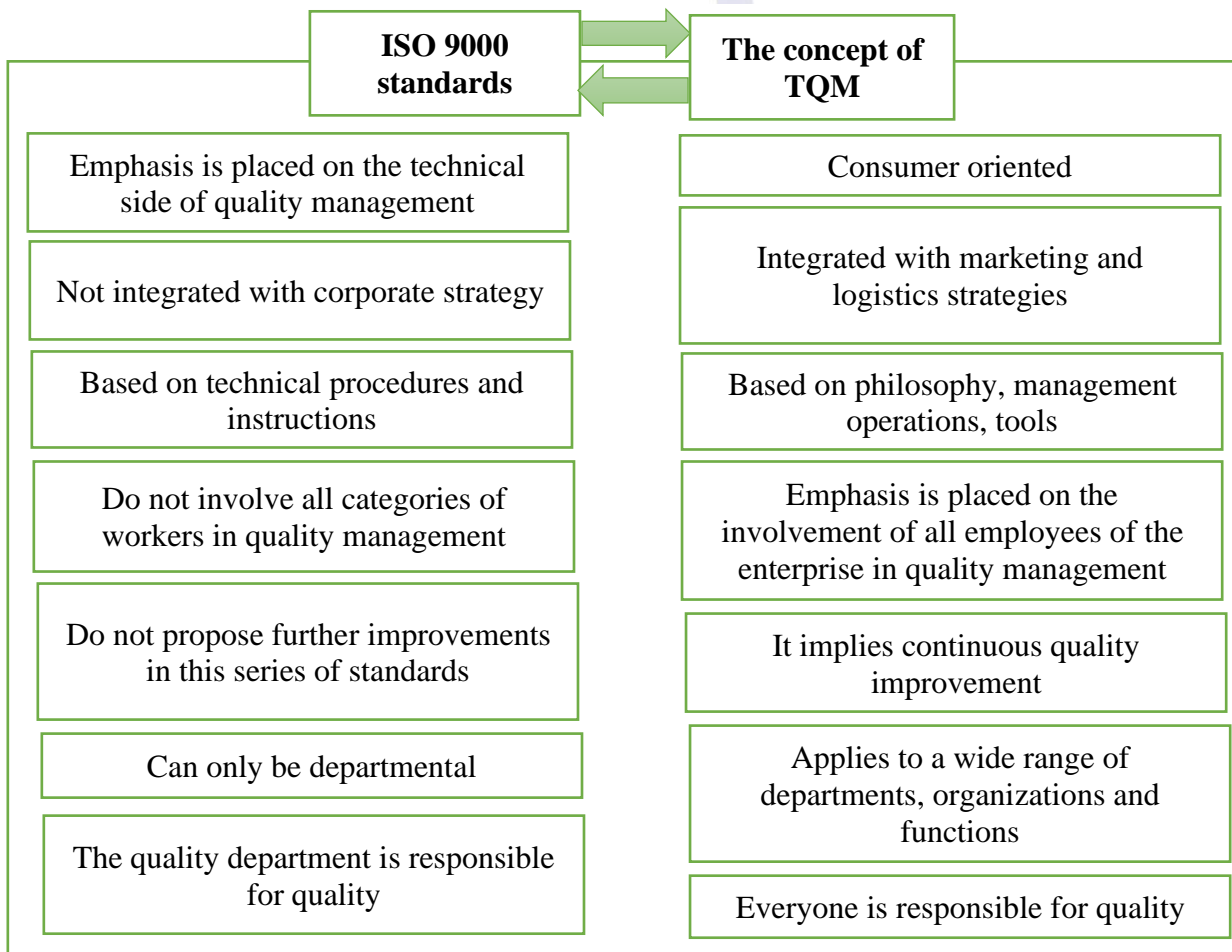 ISO 9000
standards
The concept of
TQM
Emphasis is placed on the technical
side of quality management
Consumer oriented
Not integrated with corporate strategy
Integrated with marketing and
logistics strategies
Based on technical procedures and
instructions
Based on philosophy, management
operations, tools
Do not involve all categories of
workers in quality management
Emphasis is placed on the
involvement of all employees of the
enterprise in quality management
Do not propose further improvements
in this series of standards
It implies continuous quality
improvement
Can only be departmental
Applies to a wide range of
departments, organizations and
functions
The quality department is responsible
for quality
Everyone is responsible for quality